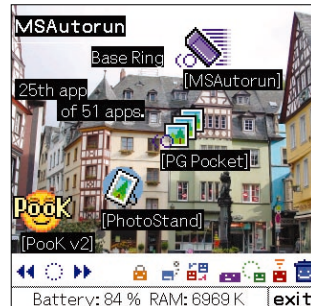 MSAutorun
Base Ring
[MSAutorun]
25th app
of 51 apps.
[PG Pocket]
[PhotoStand]
PooK
[PooK v2]
Battery: 84 % RAM: 6969 K exit